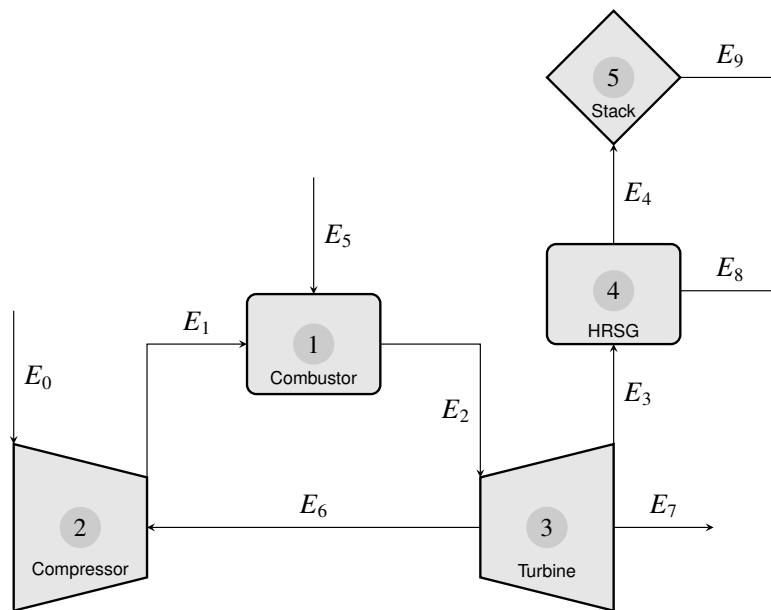 5
Stack
E9
E4
E5
4
HRSG
E8
E1
1
Combustor
E0
E2
E3
2
Compressor
E6
3
Turbine
E7